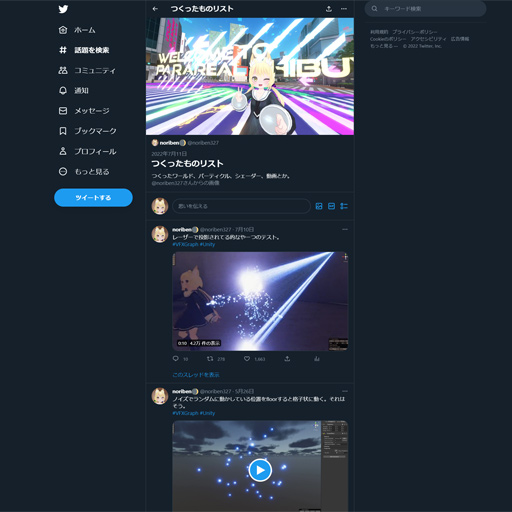 ホーム
話題を検索
コミュニティ
通知
メッセージ
ブックマーク
プロフィール
もっと見る
ツイートする
つくったものリスト
WELCOME TO
PARAREAL SHIBUY
noriben @noriben327
2022年7月11日
つくったものリスト
つくったワールド、パーティクル、シェーダー、動画とか。
@noriben327さんからの画像
思いを伝える
noriben @noriben327 · 7月10日
レーザーで投影されてる的なやーつのテスト。
#VFXGraph #Unity
0:10 4.2万 件の表示
10 278 1,663
このスレッドを表示
noriben @noriben327 · 5月26日
ノイズでランダムに動かしている位置をfloorすると格子状に動く。それはそう。
#VFXGraph #Unity
キーワード検索
利用規約 プライバシーポリシー
Cookieのポリシー アクセシビリティ 広告情報
もっと見る © 2022 Twitter, Inc.